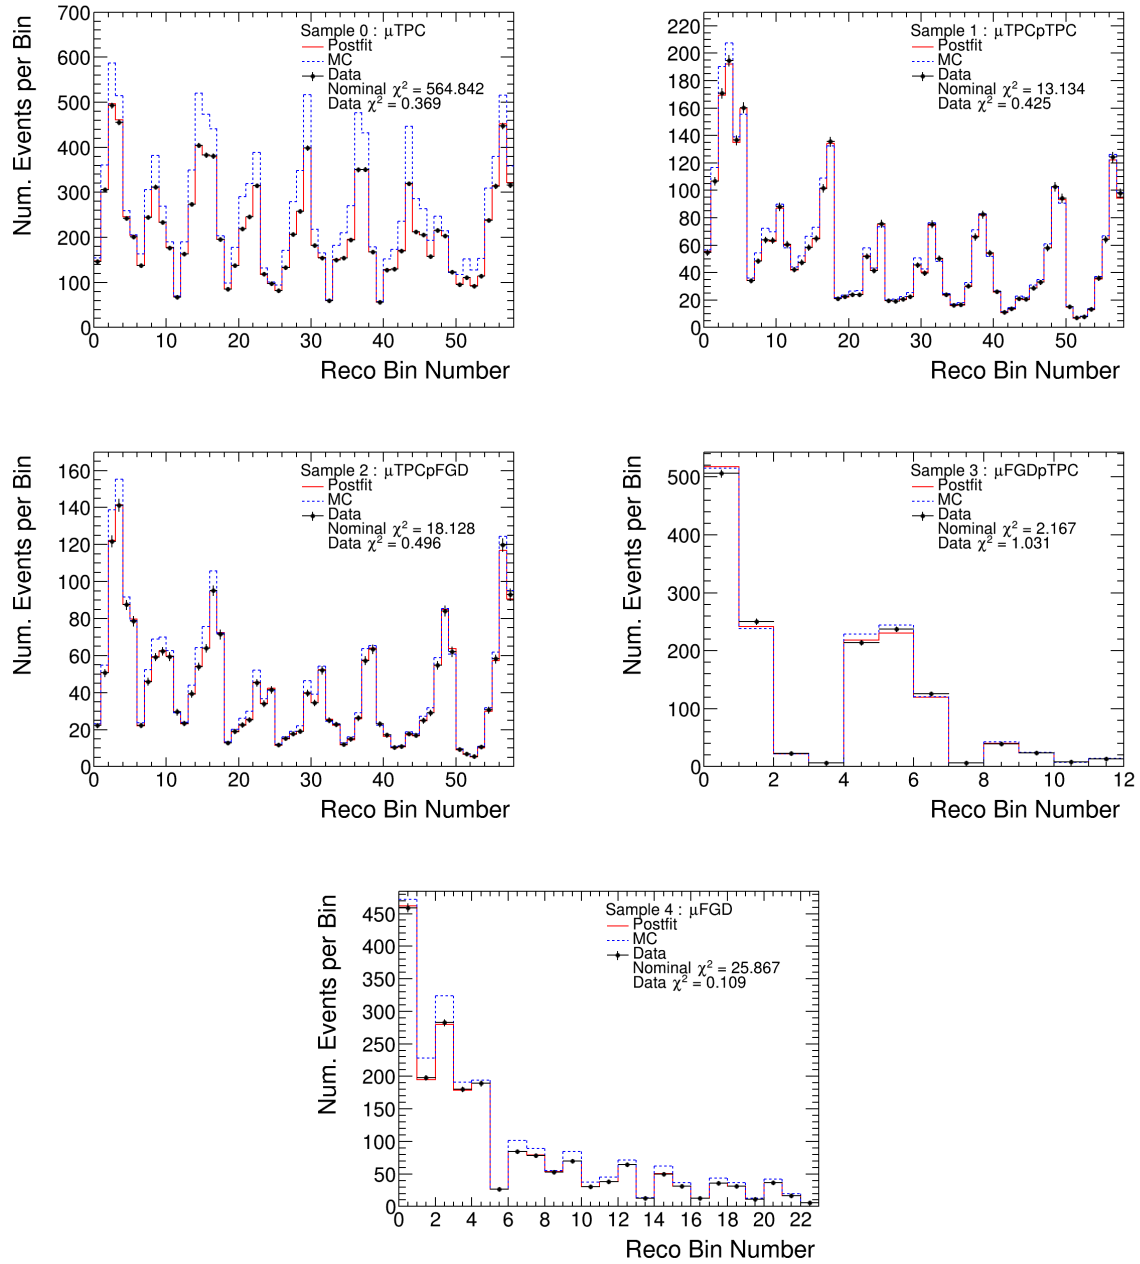 Sample 0 : μTPC
Postfit
MC
Data
Nominal χ² = 564.842
Data χ² = 0.369
Num. Events per Bin
700
600
500
400
300
200
100
0
0 10 20 30 40 50
Reco Bin Number
Sample 1 : μTPCpTPC
Postfit
MC
Data
Nominal χ² = 13.134
Data χ² = 0.425
Num. Events per Bin
220
200
180
160
140
120
100
80
60
40
20
0
0 10 20 30 40 50
Reco Bin Number
Sample 2 : μTPCpFGD
Postfit
MC
Data
Nominal χ² = 18.128
Data χ² = 0.496
Num. Events per Bin
160
140
120
100
80
60
40
20
0
0 10 20 30 40 50
Reco Bin Number
Sample 3 : μFGDpTPC
Postfit
MC
Data
Nominal χ² = 2.167
Data χ² = 1.031
Num. Events per Bin
500
400
300
200
100
0
0 2 4 6 8 10 12
Reco Bin Number
Sample 4 : μFGD
Postfit
MC
Data
Nominal χ² = 25.867
Data χ² = 0.109
Num. Events per Bin
450
400
350
300
250
200
150
100
50
0
0 2 4 6 8 10 12 14 16 18 20 22
Reco Bin Number